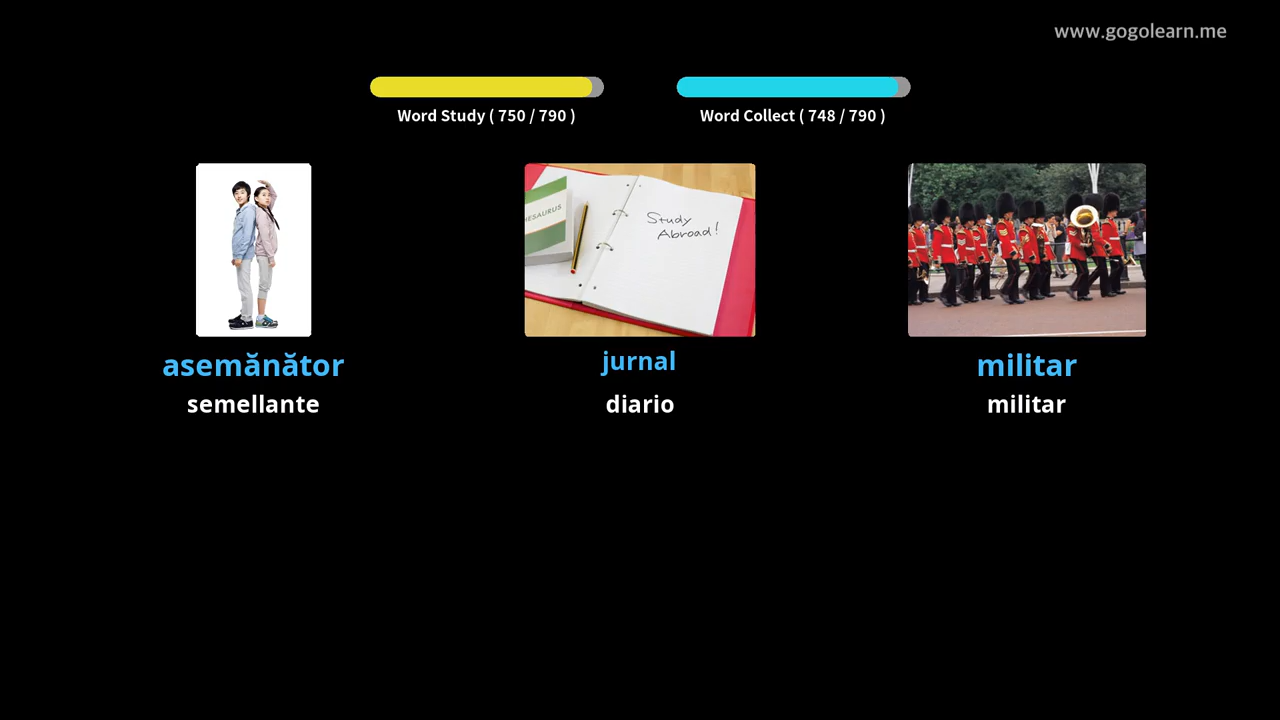 www.gogolearn.me
Word Study ( 750 / 790 )
Word Collect ( 748 / 790 )
HESAURUS
Study
Abroad!
asemănător
jurnal
militar
semellante
diario
militar